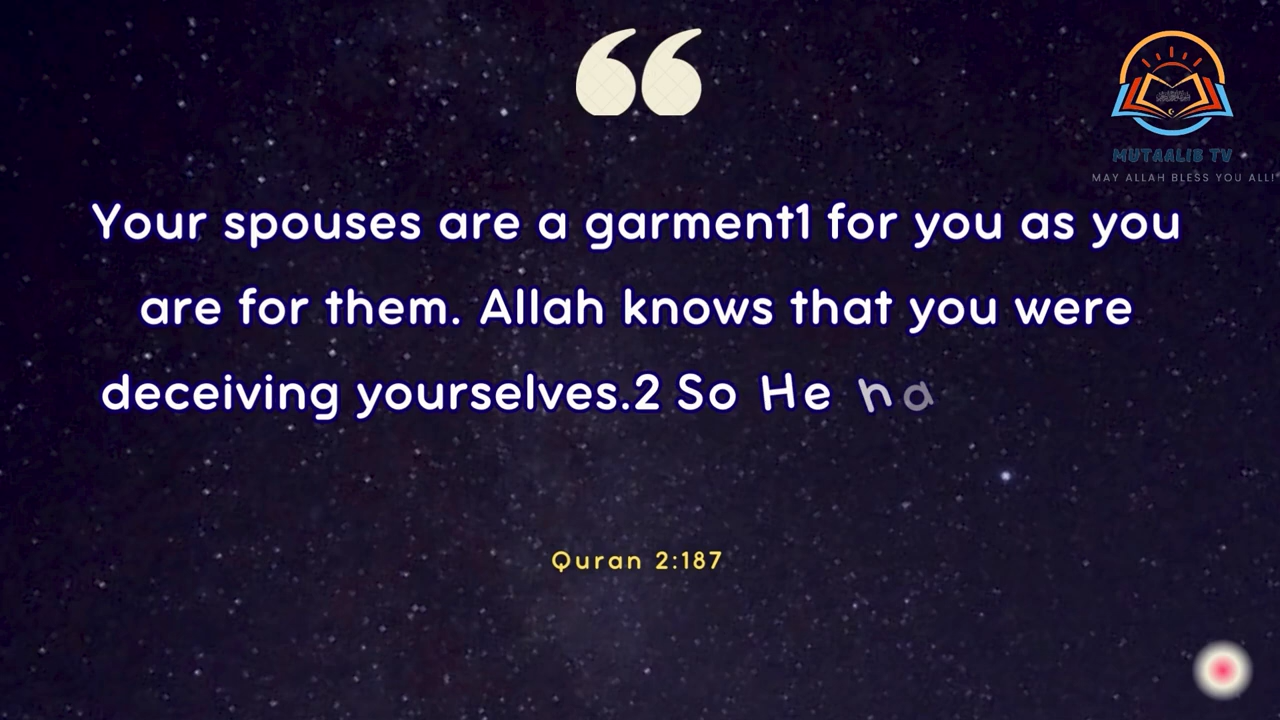 MUTAALIB TV
MAY ALLAH BLESS YOU ALL!
Your spouses are a garment1 for you as you
are for them. Allah knows that you were
deceiving yourselves.2 So He ha
Quran 2:187